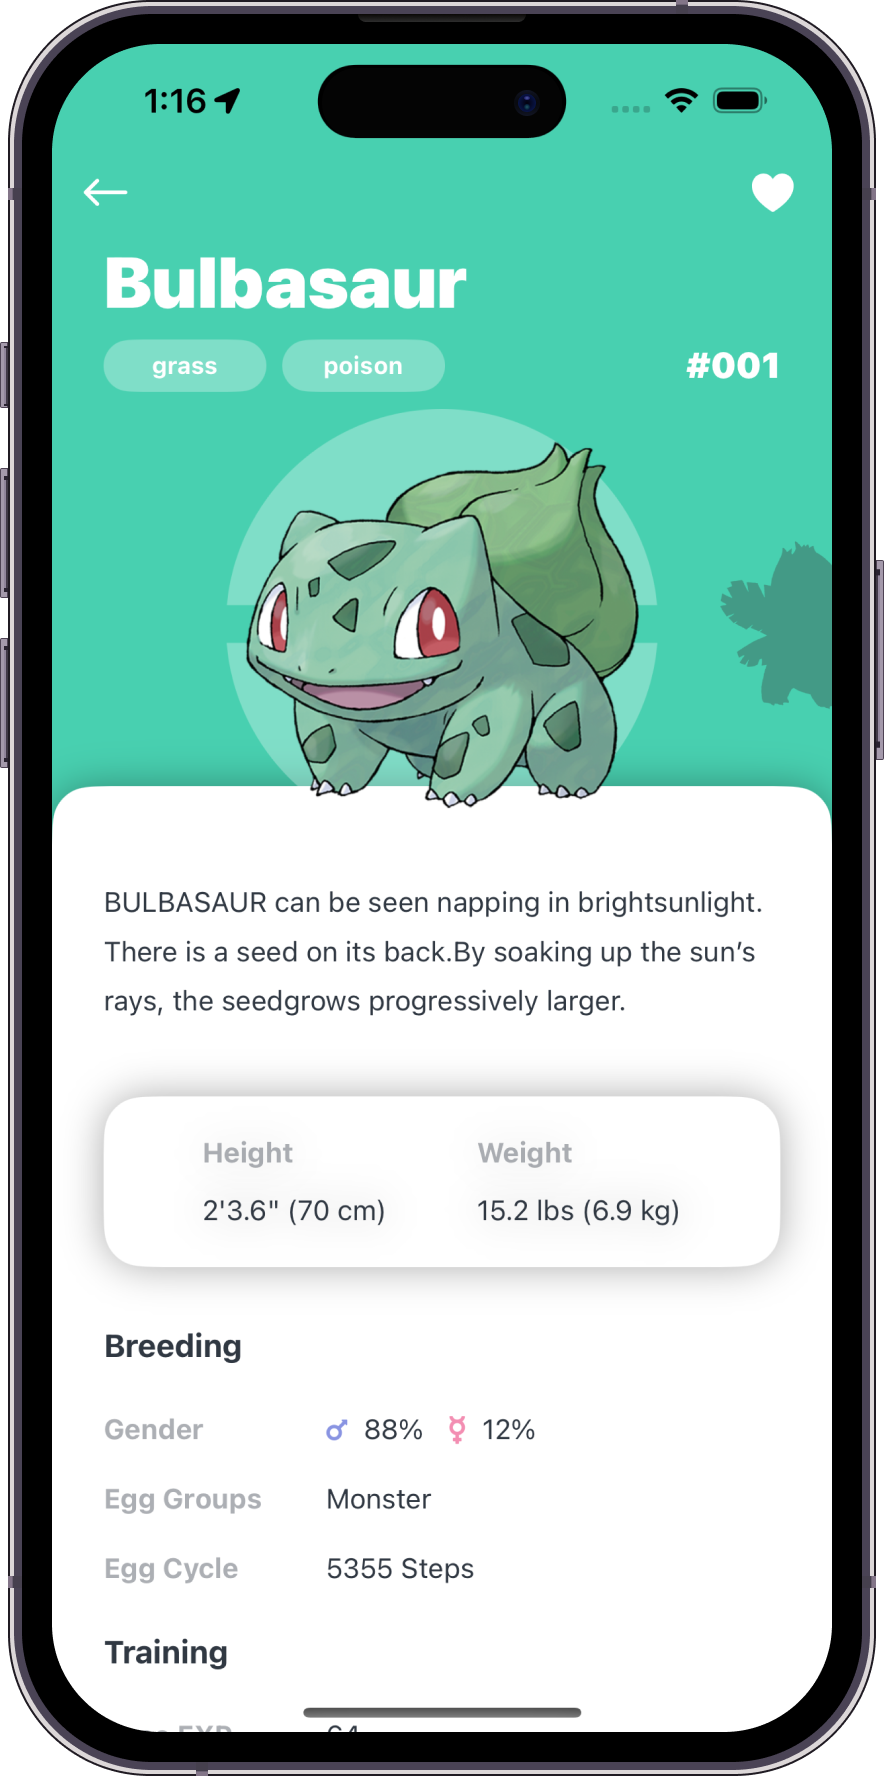 1:16
Bulbasaur
grass poison #001
BULBASAUR can be seen napping in brightsunlight.
There is a seed on its back.By soaking up the sun’s
rays, the seedgrows progressively larger.
Height Weight
2'3.6" (70 cm) 15.2 lbs (6.9 kg)
Breeding
Gender ♂ 88% ☿ 12%
Egg Groups Monster
Egg Cycle 5355 Steps
Training
EXP 64